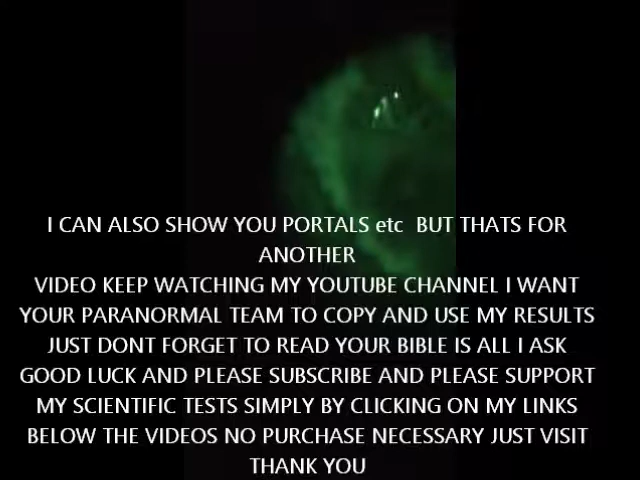 I CAN ALSO SHOW YOU PORTALS etc BUT THATS FOR
ANOTHER
VIDEO KEEP WATCHING MY YOUTUBE CHANNEL I WANT
YOUR PARANORMAL TEAM TO COPY AND USE MY RESULTS
JUST DONT FORGET TO READ YOUR BIBLE IS ALL I ASK
GOOD LUCK AND PLEASE SUBSCRIBE AND PLEASE SUPPORT
MY SCIENTIFIC TESTS SIMPLY BY CLICKING ON MY LINKS
BELOW THE VIDEOS NO PURCHASE NECESSARY JUST VISIT
THANK YOU